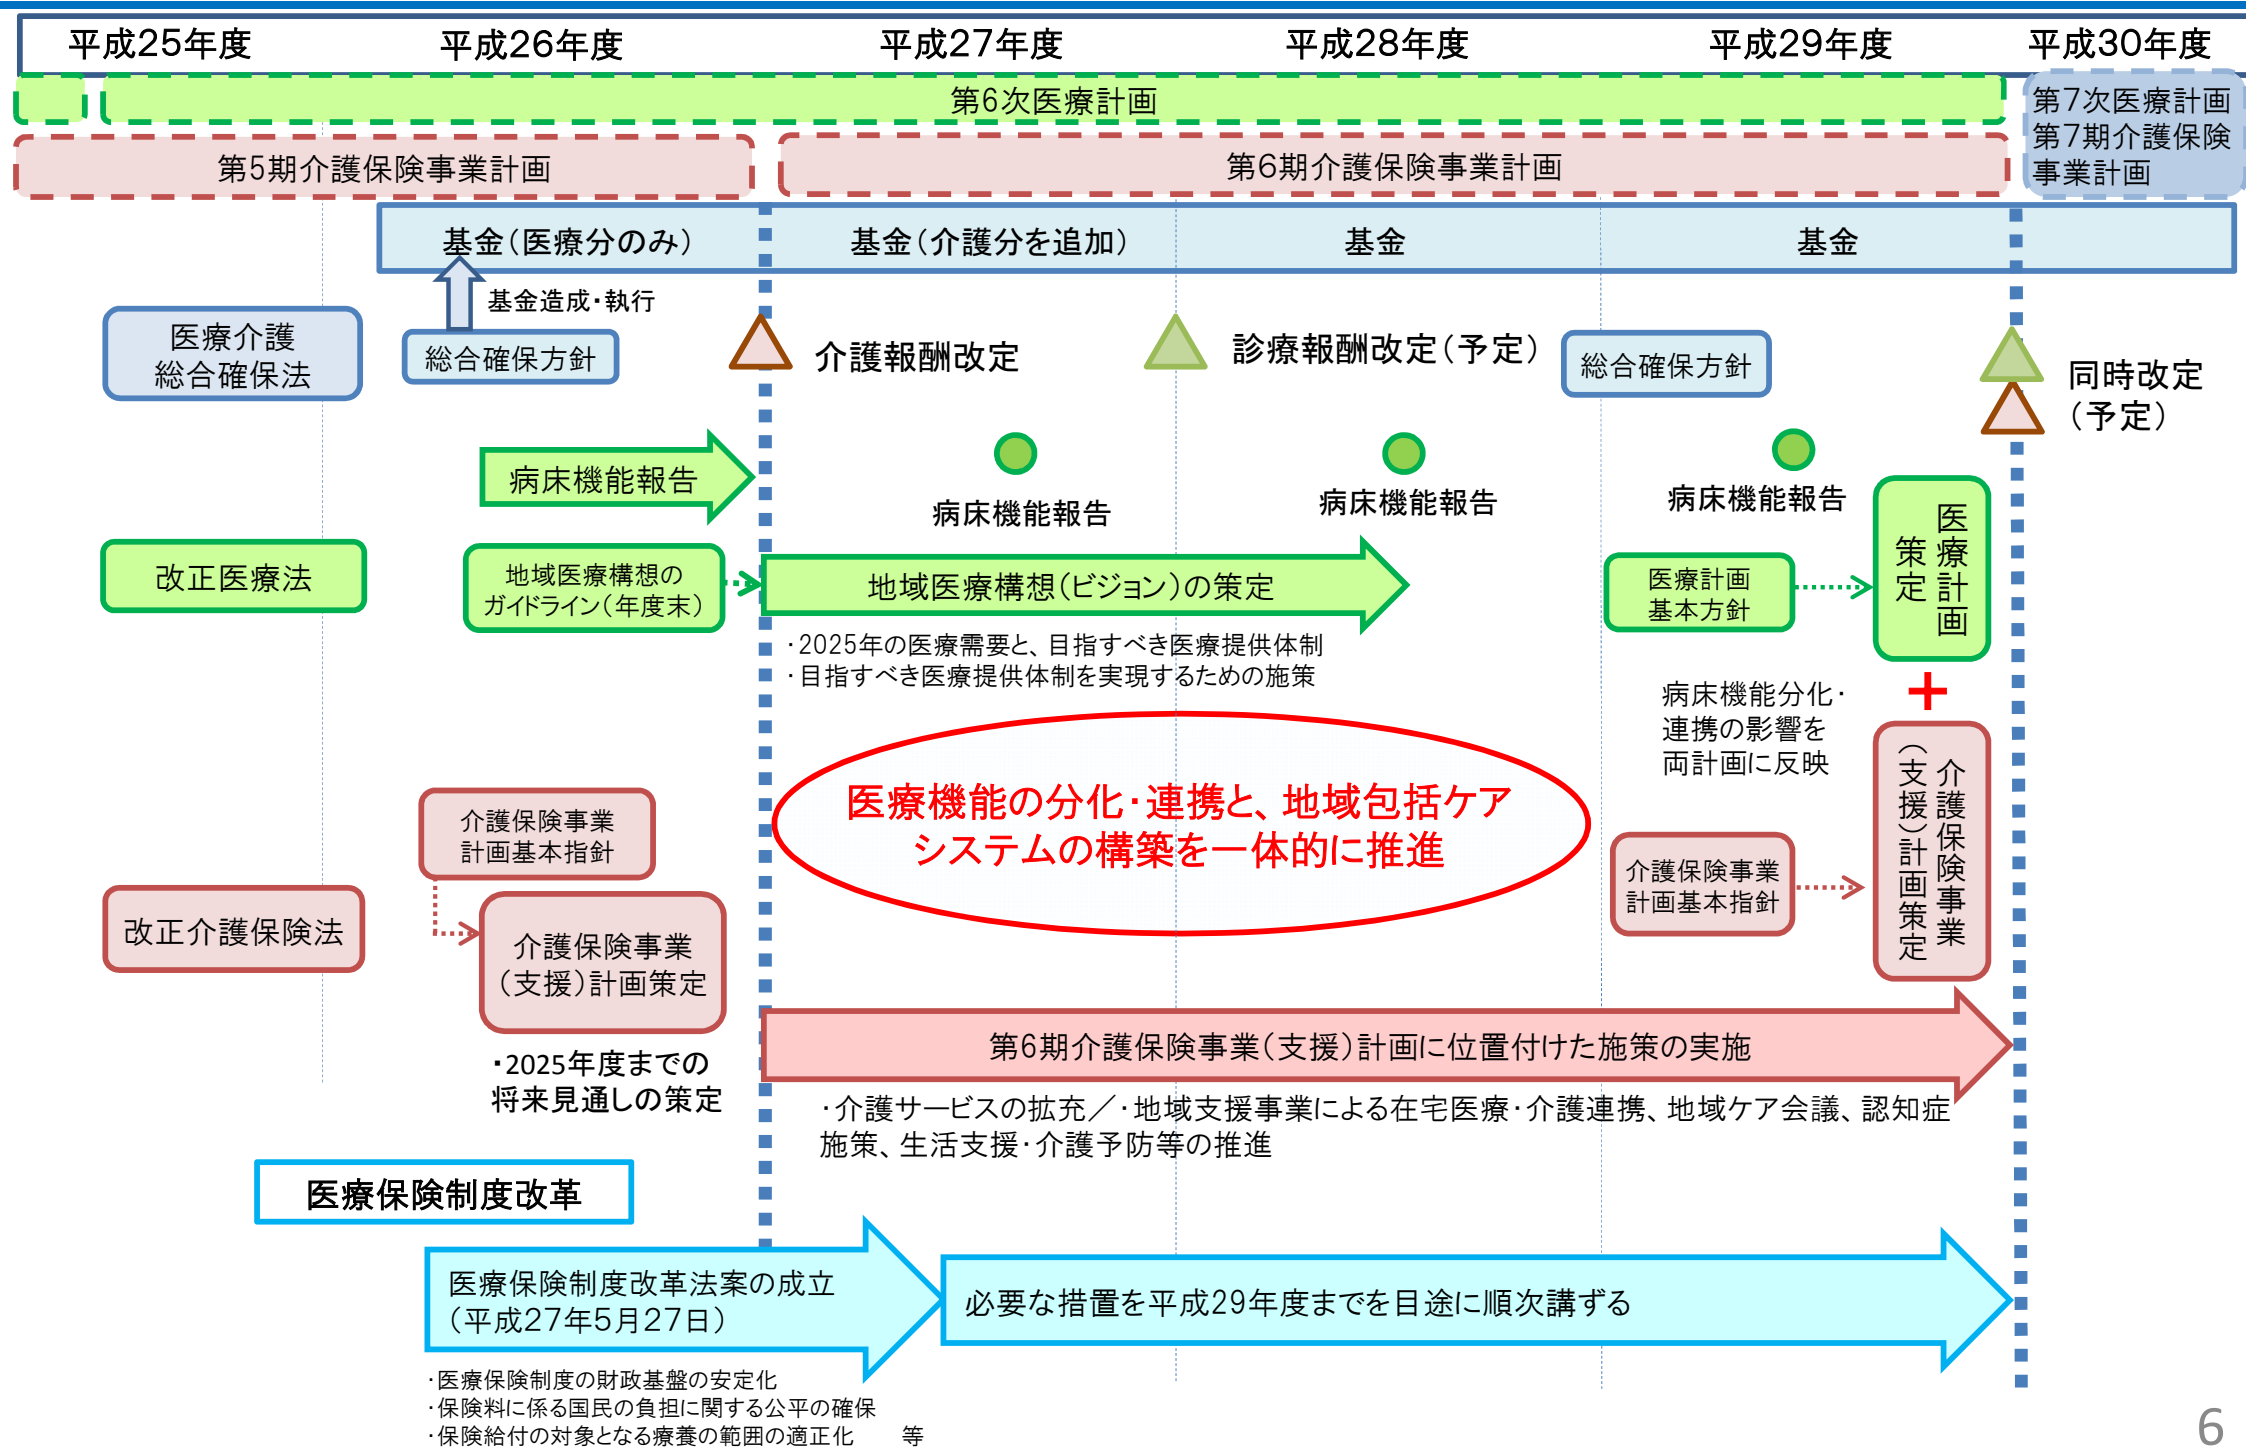 平成25年度
平成26年度
平成27年度
平成28年度
平成29年度
平成30年度
第6次医療計画
第7次医療計画
第7期介護保険
事業計画
第5期介護保険事業計画
第6期介護保険事業計画
基金（医療分のみ）
基金（介護分を追加）
基金
基金
基金造成・執行
医療介護
総合確保法
総合確保方針
介護報酬改定
診療報酬改定（予定）
総合確保方針
同時改定
（予定）
病床機能報告
病床機能報告
病床機能報告
病床機能報告
改正医療法
地域医療構想の
ガイドライン（年度末）
地域医療構想（ビジョン）の策定
医療計画
基本方針
医療計画
策定
・2025年の医療需要と、目指すべき医療提供体制
・目指すべき医療提供体制を実現するための施策
+
病床機能分化・
連携の影響を
両計画に反映
医療機能の分化・連携と、地域包括ケア
システムの構築を一体的に推進
介護保険事業
計画基本指針
改正介護保険法
介護保険事業
（支援）計画策定
介護保険事業
計画基本指針
介護保険事業
（支援）計画策定
・2025年度までの
将来見通しの策定
第6期介護保険事業（支援）計画に位置付けた施策の実施
・介護サービスの拡充／・地域支援事業による在宅医療・介護連携、地域ケア会議、認知症
施策、生活支援・介護予防等の推進
医療保険制度改革
医療保険制度改革法案の成立
（平成27年5月27日）
必要な措置を平成29年度までを目途に順次講ずる
・医療保険制度の財政基盤の安定化
・保険料に係る国民の負担に関する公平の確保
・保険給付の対象となる療養の範囲の適正化　　等
6